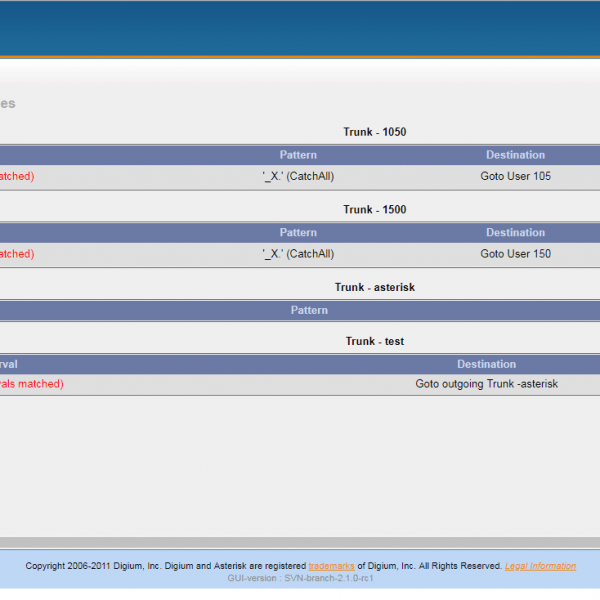 es
Trunk - 1050
Pattern Destination
atched) '_X.' (CatchAll) Goto User 105
Trunk - 1500
Pattern Destination
atched) '_X.' (CatchAll) Goto User 150
Trunk - asterisk
Pattern
Trunk - test
rval Destination
vals matched) Goto outgoing Trunk -asterisk
Copyright 2006-2011 Digium, Inc. Digium and Asterisk are registered trademarks of Digium, Inc. All Rights Reserved. Legal Information
GUI-version : SVN-branch-2.1.0-rc1